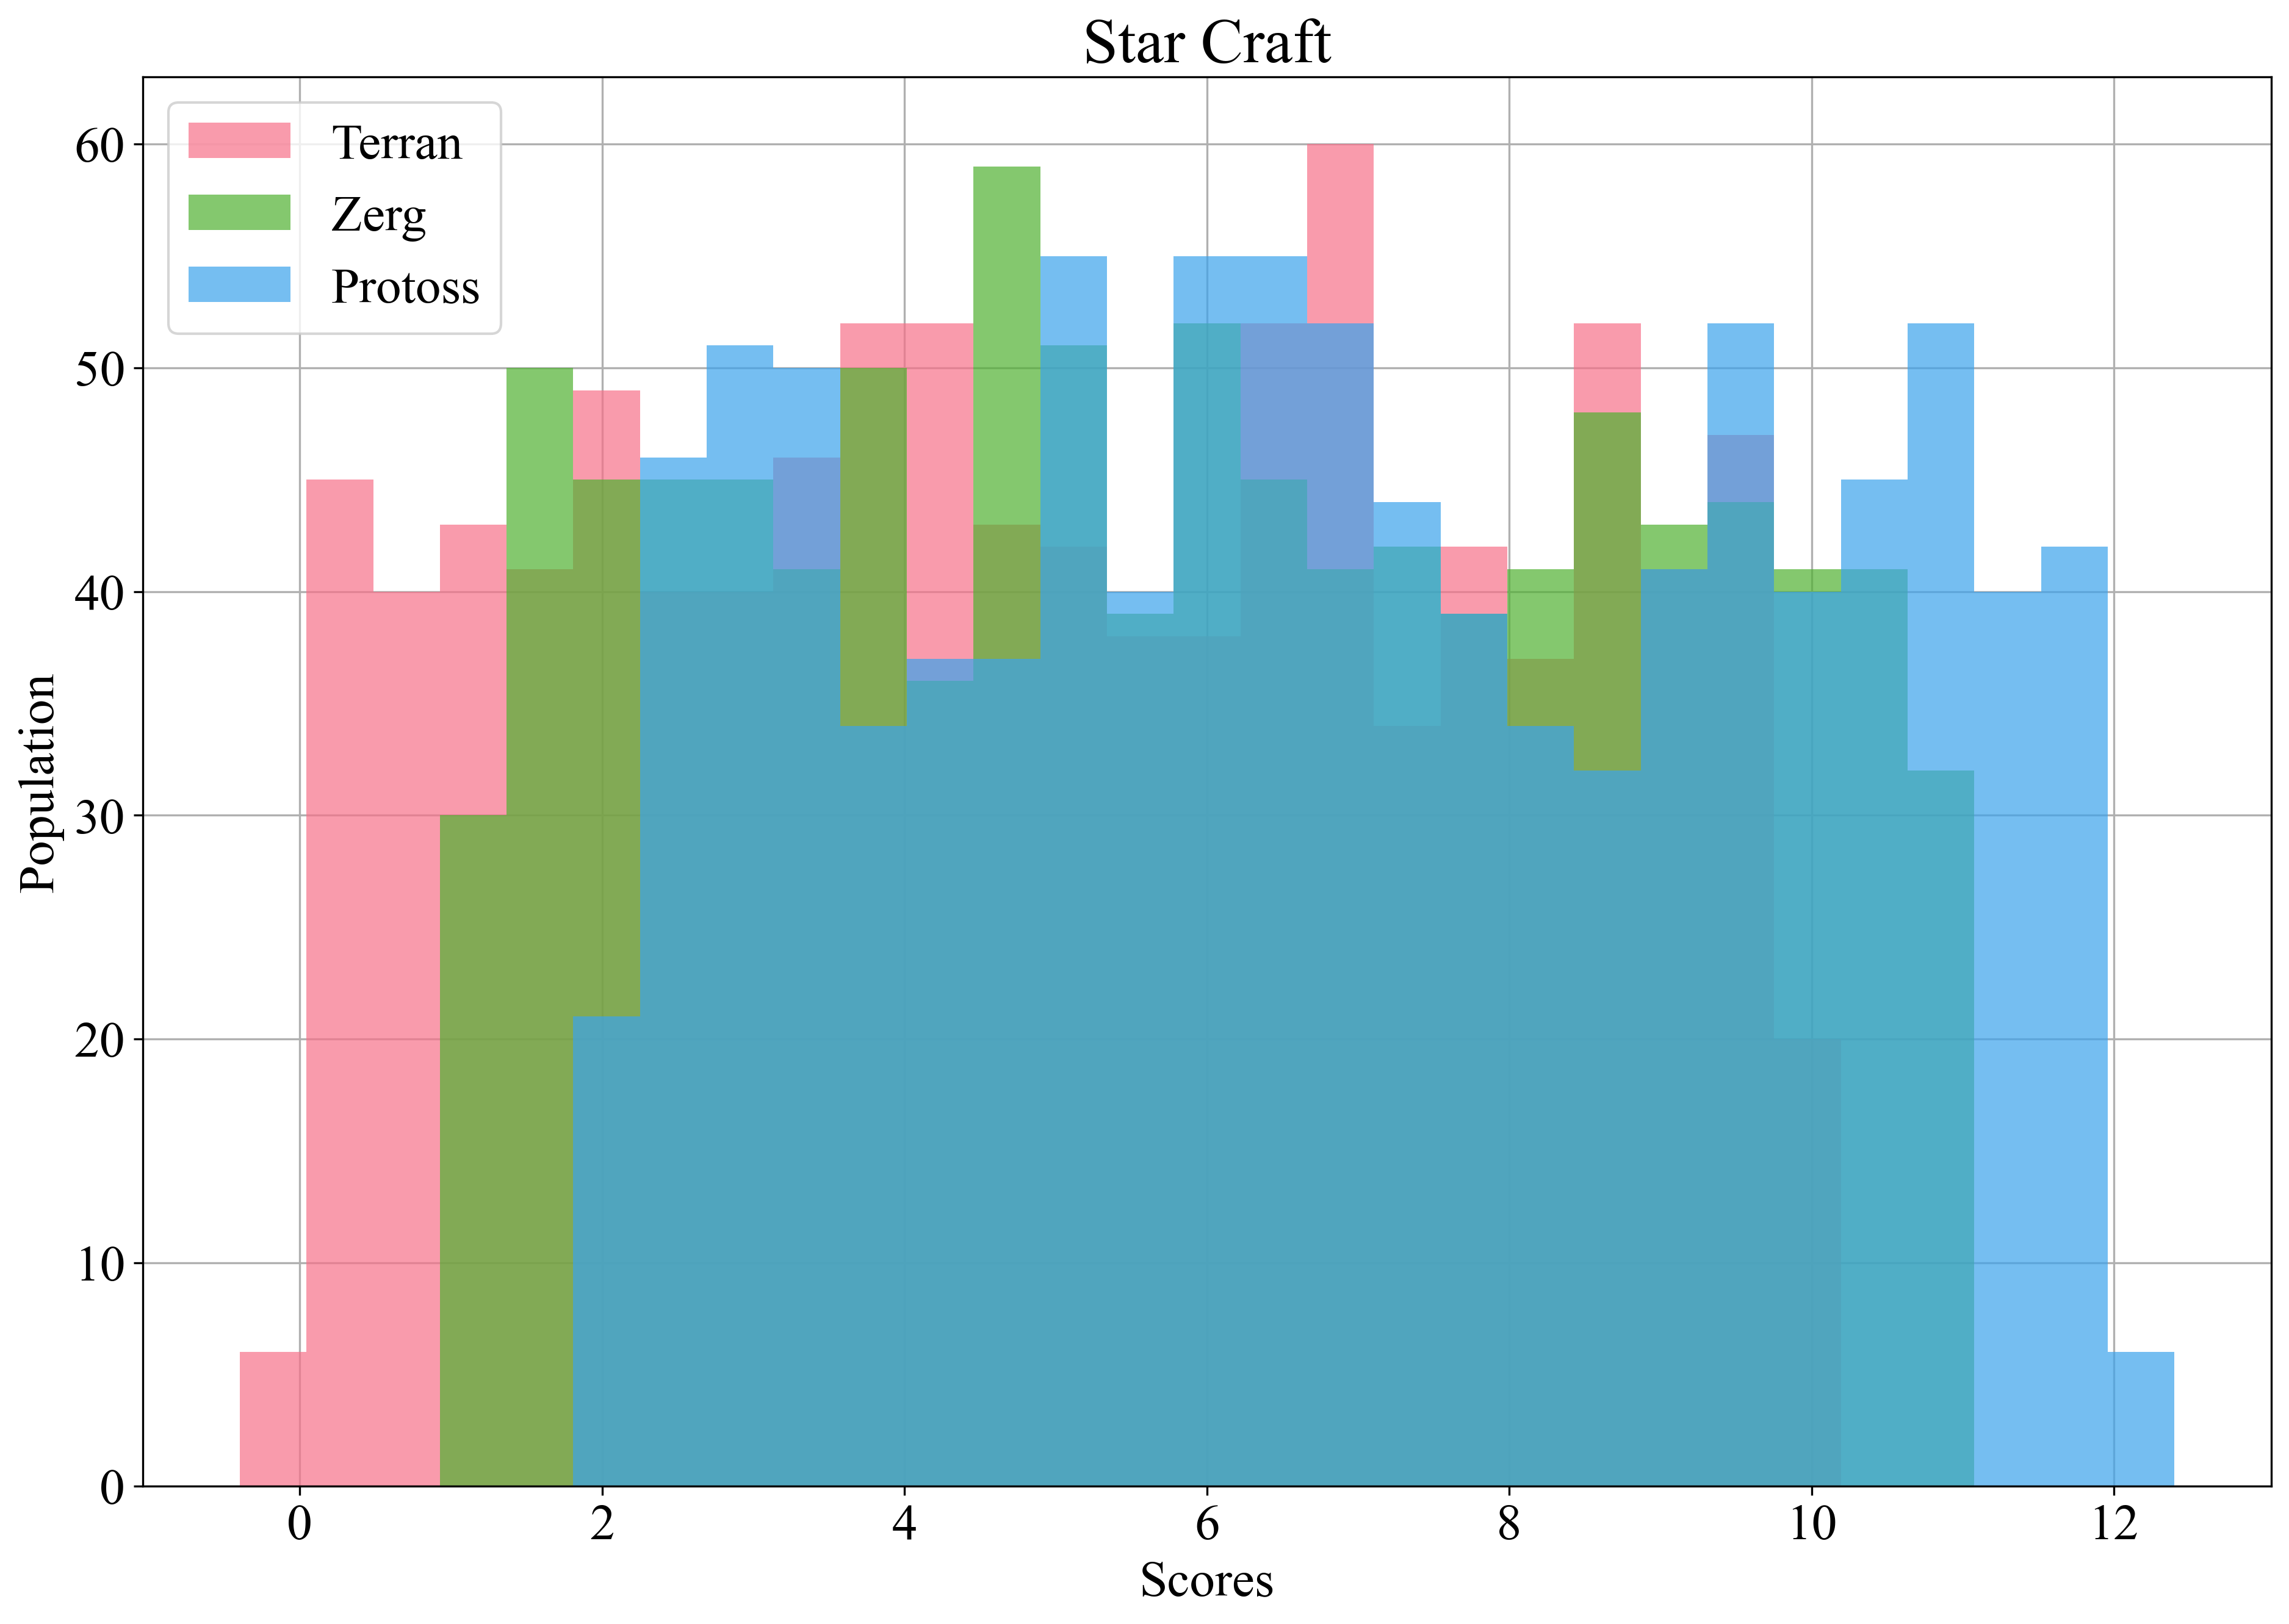 Star Craft
Terran
Zerg
Protoss
60
50
40
30
20
10
0
Population
0 2 4 6 8 10 12
Scores